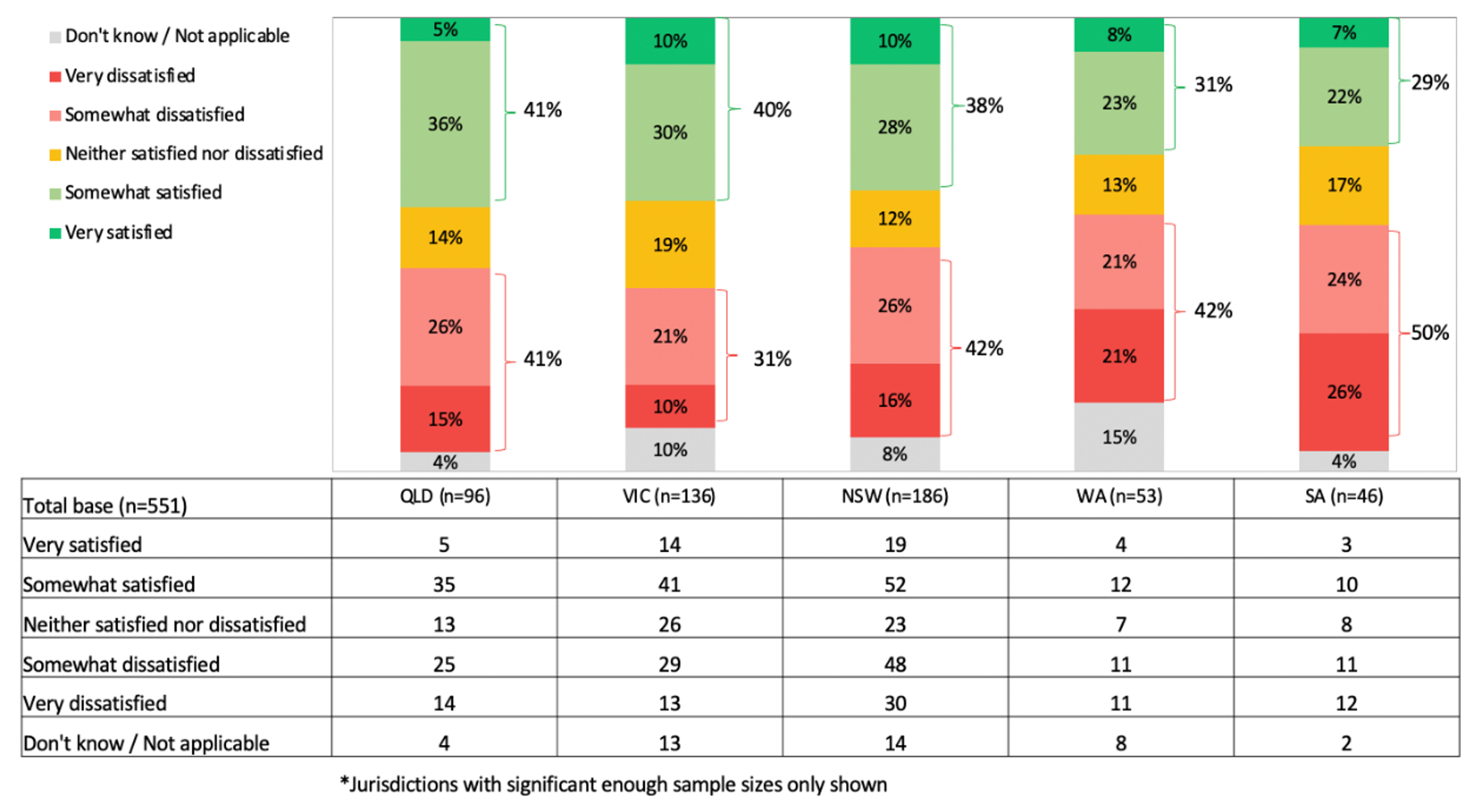 Don't know / Not applicable
Very dissatisfied
Somewhat dissatisfied
Neither satisfied nor dissatisfied
Somewhat satisfied
Very satisfied
5%
36%
14%
26%
15%
4%
41%
41%
10%
30%
19%
21%
10%
10%
40%
31%
10%
28%
12%
26%
16%
8%
38%
42%
8%
23%
13%
21%
21%
15%
31%
42%
7%
22%
17%
24%
26%
4%
29%
50%
Total base (n=551) QLD (n=96) VIC (n=136) NSW (n=186) WA (n=53) SA (n=46)
Very satisfied 5 14 19 4 3
Somewhat satisfied 35 41 52 12 10
Neither satisfied nor dissatisfied 13 26 23 7 8
Somewhat dissatisfied 25 29 48 11 11
Very dissatisfied 14 13 30 11 12
Don't know / Not applicable 4 13 14 8 2
*Jurisdictions with significant enough sample sizes only shown